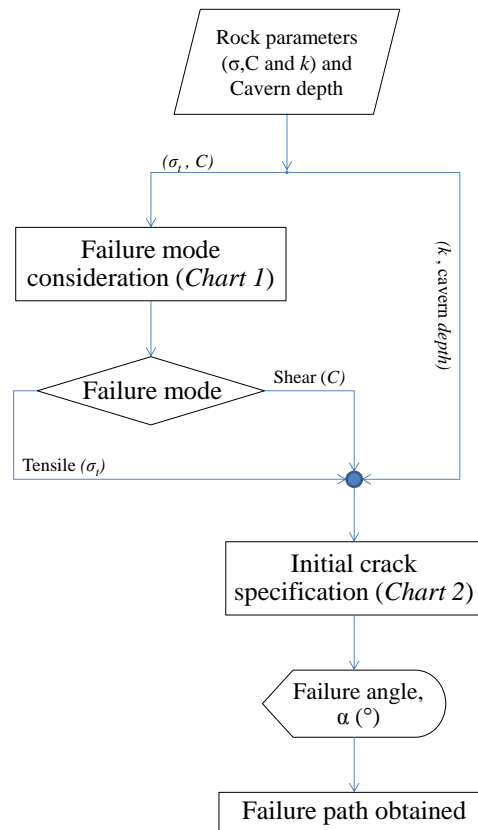 Rock parameters
(σ,C and k) and
Cavern depth
(σt , C)
Failure mode
consideration (Chart 1)
(k , cavern depth)
Failure mode
Shear (C)
Tensile (σt)
Initial crack
specification (Chart 2)
Failure angle,
α (°)
Failure path obtained